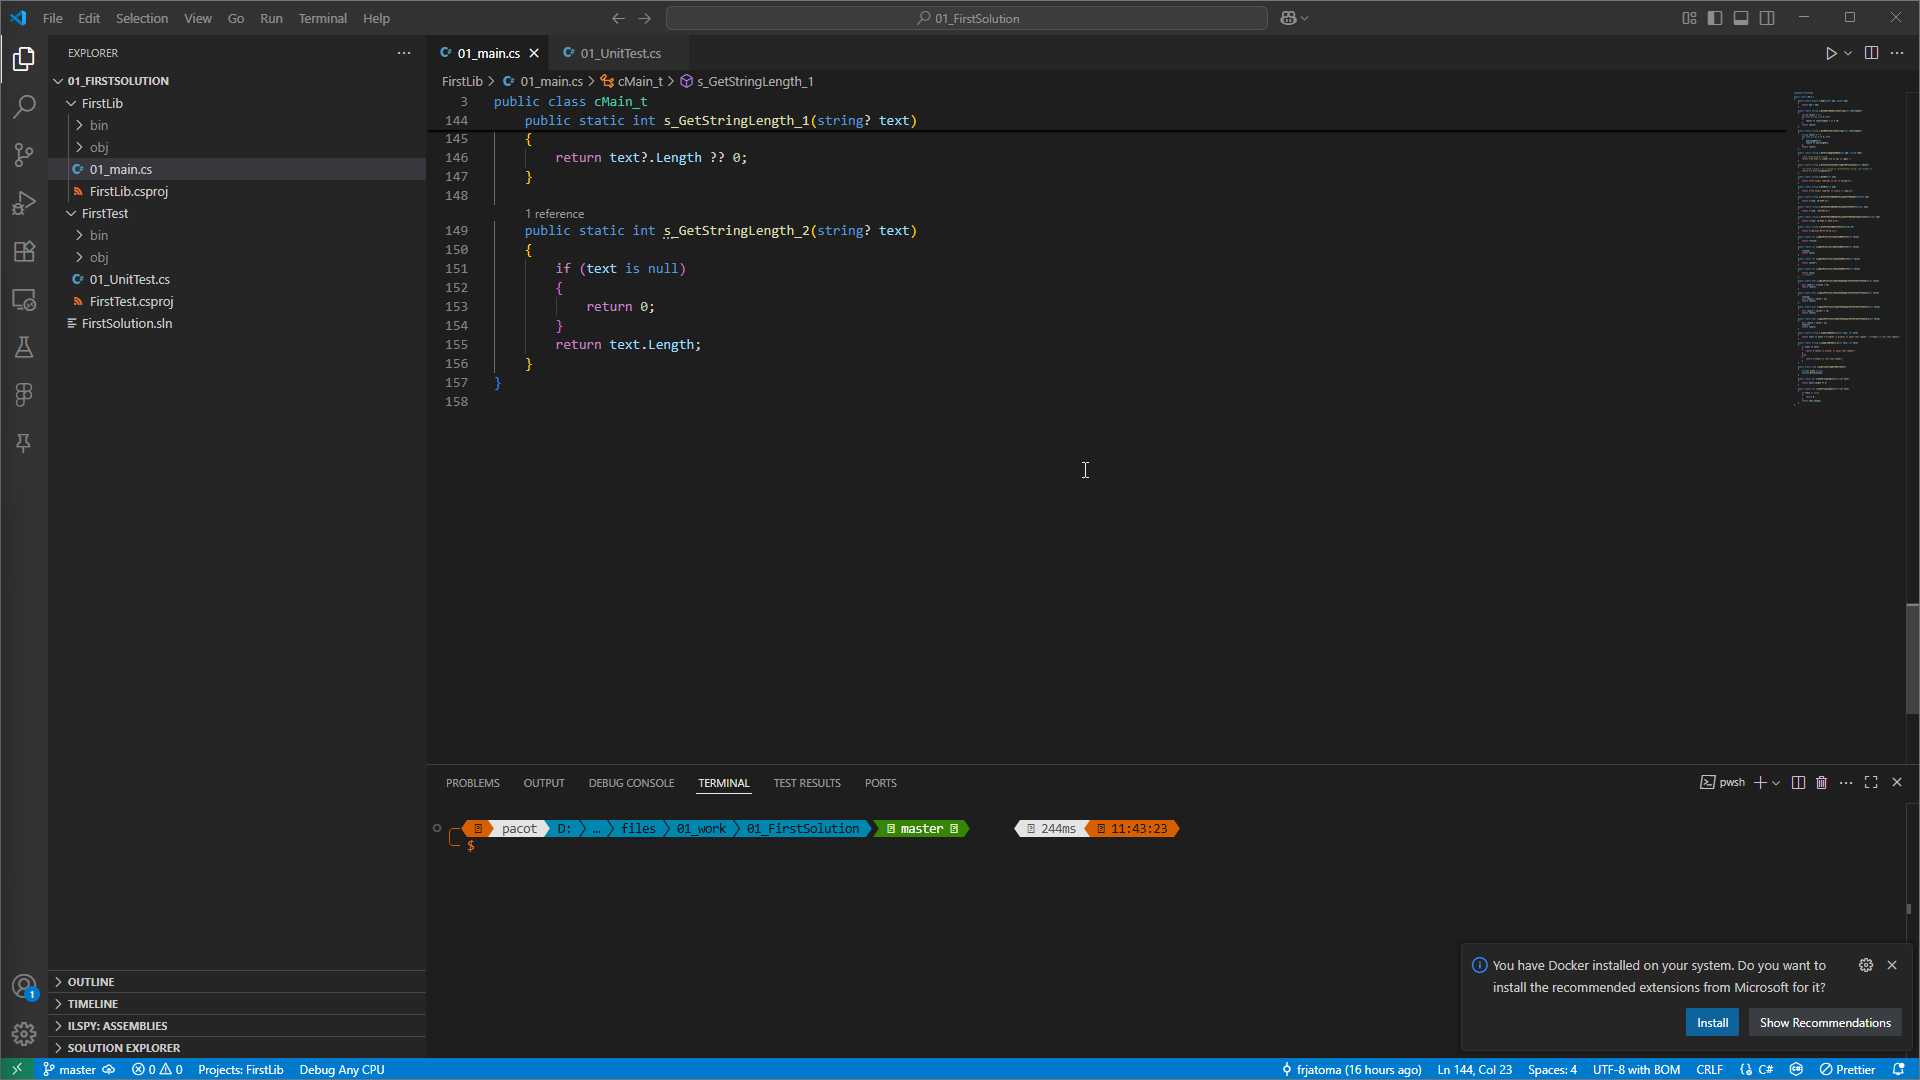 File Edit Selection View Go Run Terminal Help
01_FirstSolution
EXPLORER
01_FIRSTSOLUTION
FirstLib
bin
obj
01_main.cs
FirstLib.csproj
FirstTest
bin
obj
01_UnitTest.cs
FirstTest.csproj
FirstSolution.sln
OUTLINE
TIMELINE
ILSPY: ASSEMBLIES
SOLUTION EXPLORER
01_main.cs 01_UnitTest.cs
FirstLib > 01_main.cs > cMain_t > s_GetStringLength_1
3 public class cMain_t
144 public static int s_GetStringLength_1(string? text)
145 {
146 return text?.Length ?? 0;
147 }
148
1 reference
149 public static int s_GetStringLength_2(string? text)
150 {
151 if (text is null)
152 {
153 return 0;
154 }
155 return text.Length;
156 }
157 }
158
PROBLEMS OUTPUT DEBUG CONSOLE TERMINAL TEST RESULTS PORTS
pwsh
pacot D: … files 01_work 01_FirstSolution master 244ms 11:43:23
$
You have Docker installed on your system. Do you want to
install the recommended extensions from Microsoft for it?
Install Show Recommendations
1
master 0 0 Projects: FirstLib Debug Any CPU frjatoma (16 hours ago) Ln 144, Col 23 Spaces: 4 UTF-8 with BOM CRLF C# Prettier